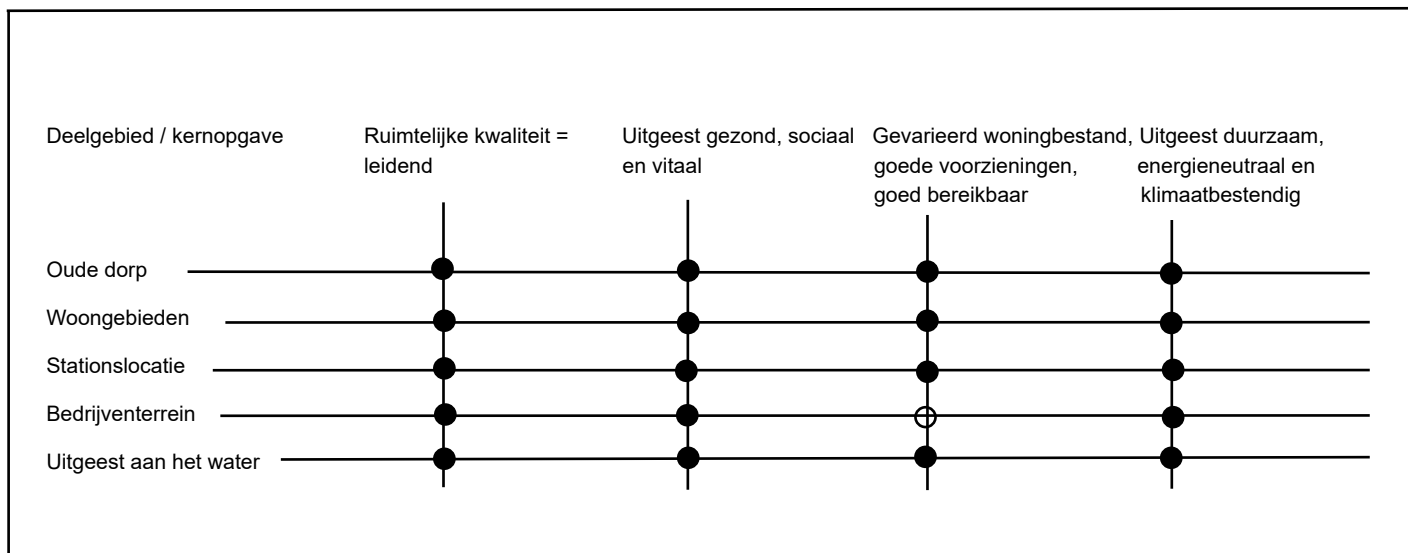 Deelgebied / kernopgave
Ruimtelijke kwaliteit =
leidend
Uitgeest gezond, sociaal
en vitaal
Gevarieerd woningbestand,
goede voorzieningen,
goed bereikbaar
Uitgeest duurzaam,
energieneutraal en
klimaatbestendig
Oude dorp
Woongebieden
Stationslocatie
Bedrijventerrein
Uitgeest aan het water